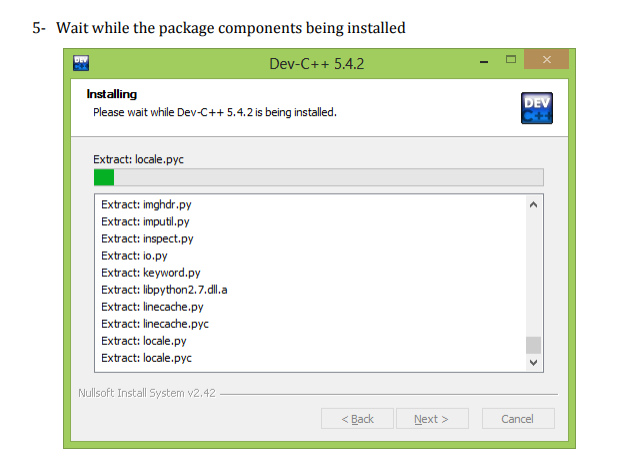 5- Wait while the package components being installed
DEV
C++
Dev-C++ 5.4.2
Installing
Please wait while Dev-C++ 5.4.2 is being installed.
DEV
C++
Extract: locale.pyc
Extract: imghdr.py
Extract: imputil.py
Extract: inspect.py
Extract: io.py
Extract: keyword.py
Extract: libpython2.7.dll.a
Extract: linecache.py
Extract: linecache.pyc
Extract: locale.py
Extract: locale.pyc
Nullsoft Install System v2.42
< Back Next > Cancel